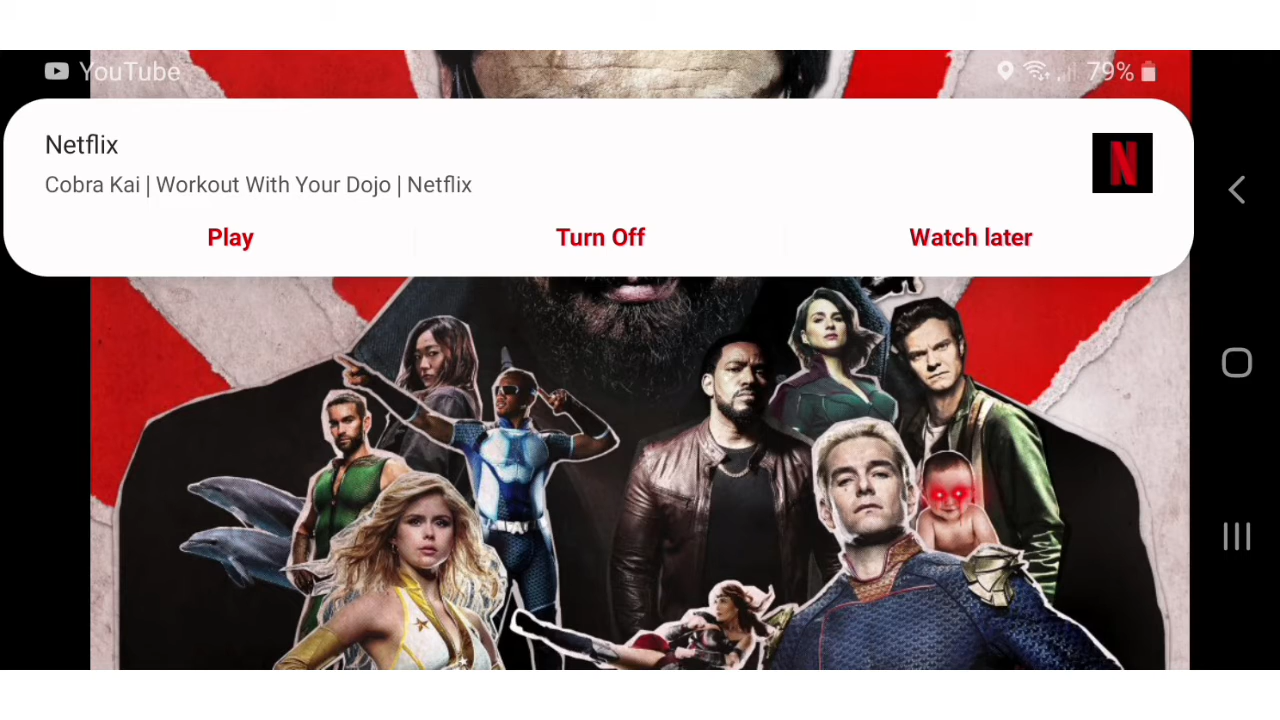 YouTube
79%
Netflix
Cobra Kai | Workout With Your Dojo | Netflix
N
Play
Turn Off
Watch later